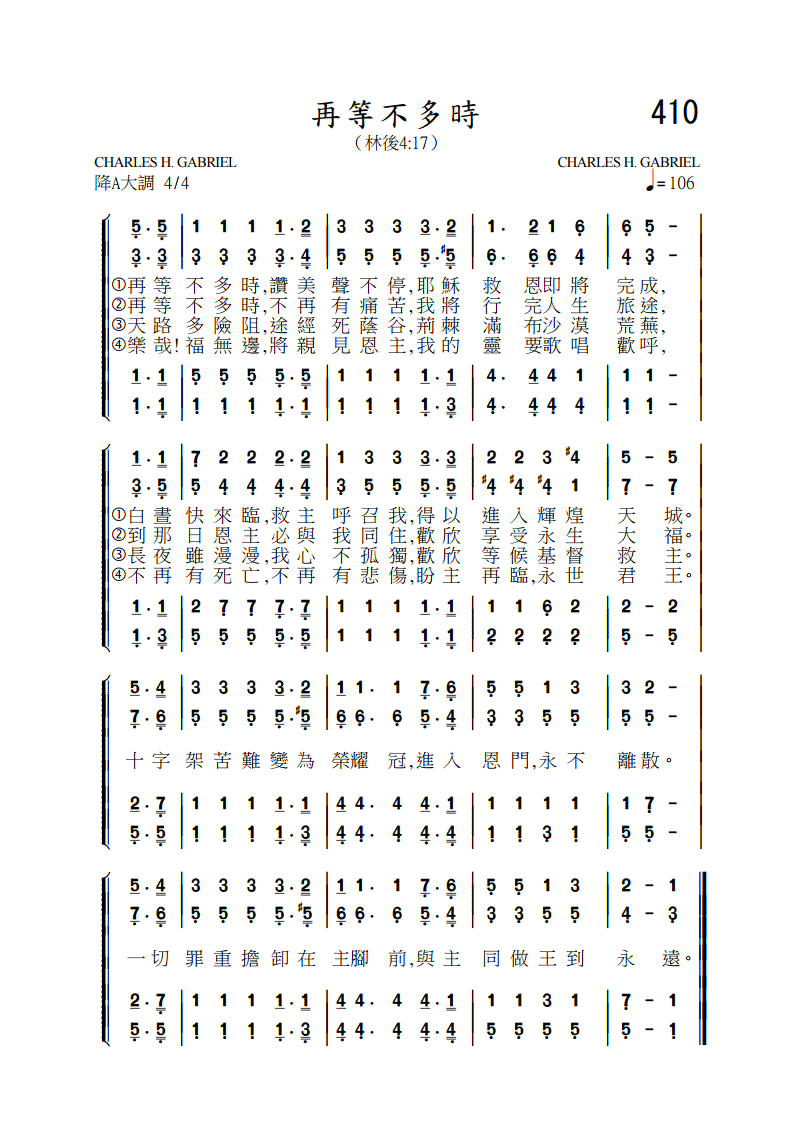 再等不多時
410
（林後4:17）
CHARLES H. GABRIEL
CHARLES H. GABRIEL
降A大調 4/4
♩= 106
5·5 | 1 1 1 1·2 | 3 3 3 3·2 | 1· 2 1 6 | 6 5 -
3·3 | 3 3 3 3·4 | 5 5 5 5·#5 | 6· 6 6 4 | 4 3 -
①再等 不多時,讚美 聲不停,耶穌 救 恩即將 完成,
②再等 不多時,不再 有痛苦,我將 行 完人生 旅途,
③天路 多險阻,途經 死蔭谷,荊棘 滿 布沙漠 荒蕪,
④樂哉! 福無邊,將親 見恩主,我的 靈 要歌唱 歡呼,
1·1 | 5 5 5 5·5 | 1 1 1 1·1 | 4· 4 4 1 | 1 1 -
1·1 | 1 1 1 1·1 | 1 1 1 1·3 | 4· 4 4 4 | 1 1 -
1·1 | 7 2 2 2·2 | 1 3 3 3·3 | 2 2 3 #4 | 5 - 5
3·5 | 5 4 4 4·4 | 3 5 5 5·5 | #4 #4 #4 1 | 7 - 7
①白晝 快來臨,救主 呼召我,得以 進入輝煌 天城。
②到那 日恩主必與 我同住,歡欣 享受永生 大福。
③長夜 雖漫漫,我心 不孤獨,歡欣 等候基督 救主。
④不再 有死亡,不再 有悲傷,盼主 再臨,永世 君王。
1·1 | 2 7 7 7·7 | 1 1 1 1·1 | 1 1 6 2 | 2 - 2
1·3 | 5 5 5 5·5 | 1 1 1 1·1 | 2 2 2 2 | 5 - 5
5·4 | 3 3 3 3·2 | 1 1· 1 7·6 | 5 5 1 3 | 3 2 -
7·6 | 5 5 5 5·#5 | 6 6· 6 5·4 | 3 3 5 5 | 5 5 -
十字 架苦難變為 榮耀 冠,進入 恩門,永不 離散。
2·7 | 1 1 1 1·1 | 4 4· 4 4·1 | 1 1 1 1 | 1 7 -
5·5 | 1 1 1 1·3 | 4 4· 4 4·4 | 1 1 3 1 | 5 5 -
5·4 | 3 3 3 3·2 | 1 1· 1 7·6 | 5 5 1 3 | 2 - 1
7·6 | 5 5 5 5·#5 | 6 6· 6 5·4 | 3 3 5 5 | 4 - 3
一切 罪重擔卸在 主腳 前,與主 同做王到 永遠。
2·7 | 1 1 1 1·1 | 4 4· 4 4·1 | 1 1 3 1 | 7 - 1
5·5 | 1 1 1 1·3 | 4 4· 4 4·4 | 5 5 5 5 | 5 - 1